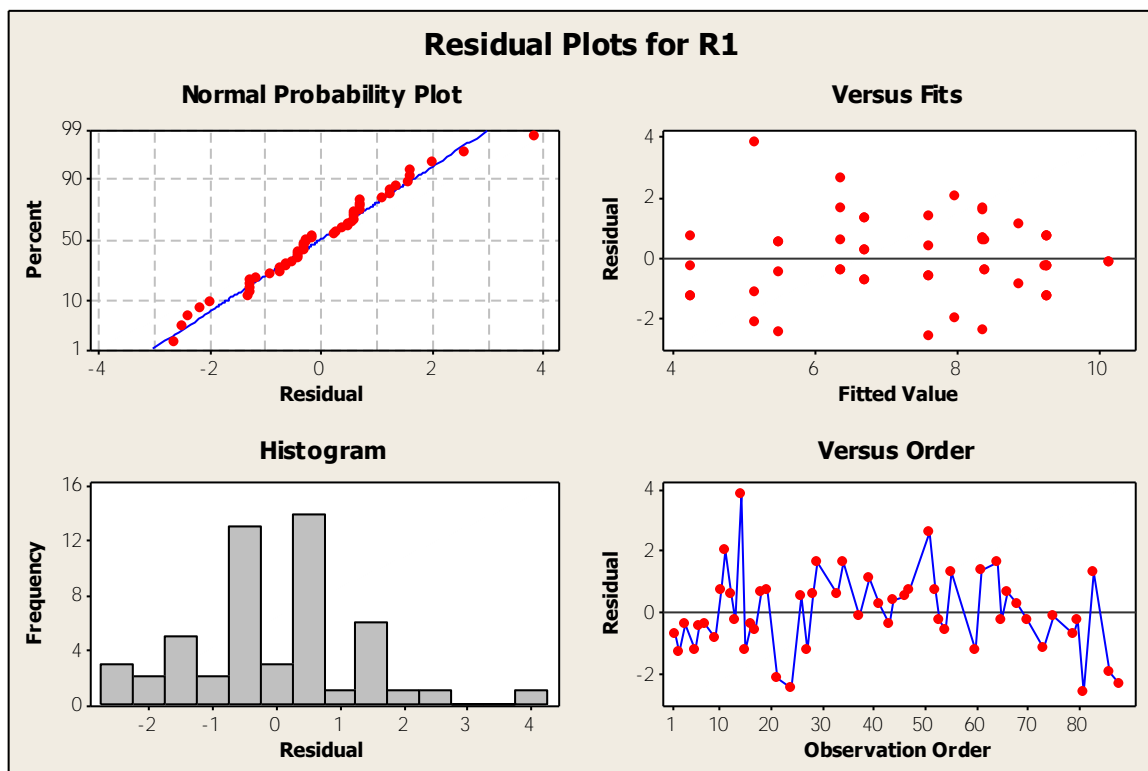 Residual Plots for R1
Normal Probability Plot
99
90
50
10
1
Percent
-4 -2 0 2 4
Residual
Versus Fits
4
2
0
-2
Residual
4 6 8 10
Fitted Value
Histogram
16
12
8
4
0
Frequency
-2 -1 0 1 2 3 4
Residual
Versus Order
4
2
0
-2
Residual
1 10 20 30 40 50 60 70 80
Observation Order